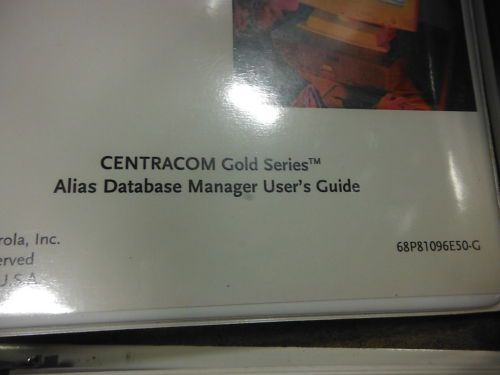 CENTRACOM Gold Series™
Alias Database Manager User's Guide
rola, Inc.
erved
U.S.A.
68P81096E50-G